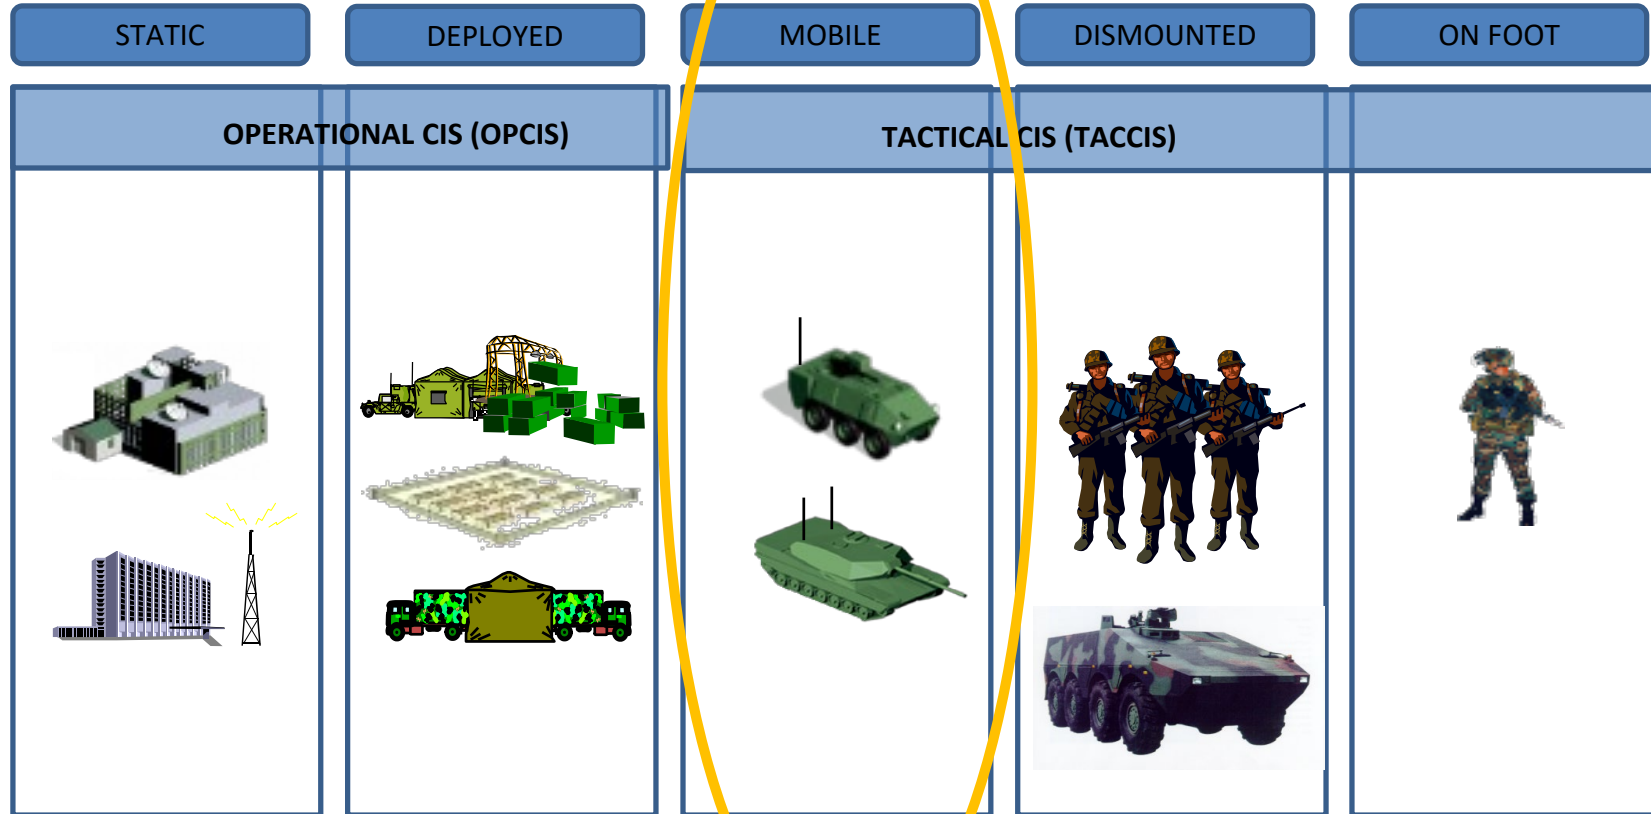 STATIC
DEPLOYED
MOBILE
DISMOUNTED
ON FOOT
OPERATIONAL CIS (OPCIS)
TACTICAL CIS (TACCIS)